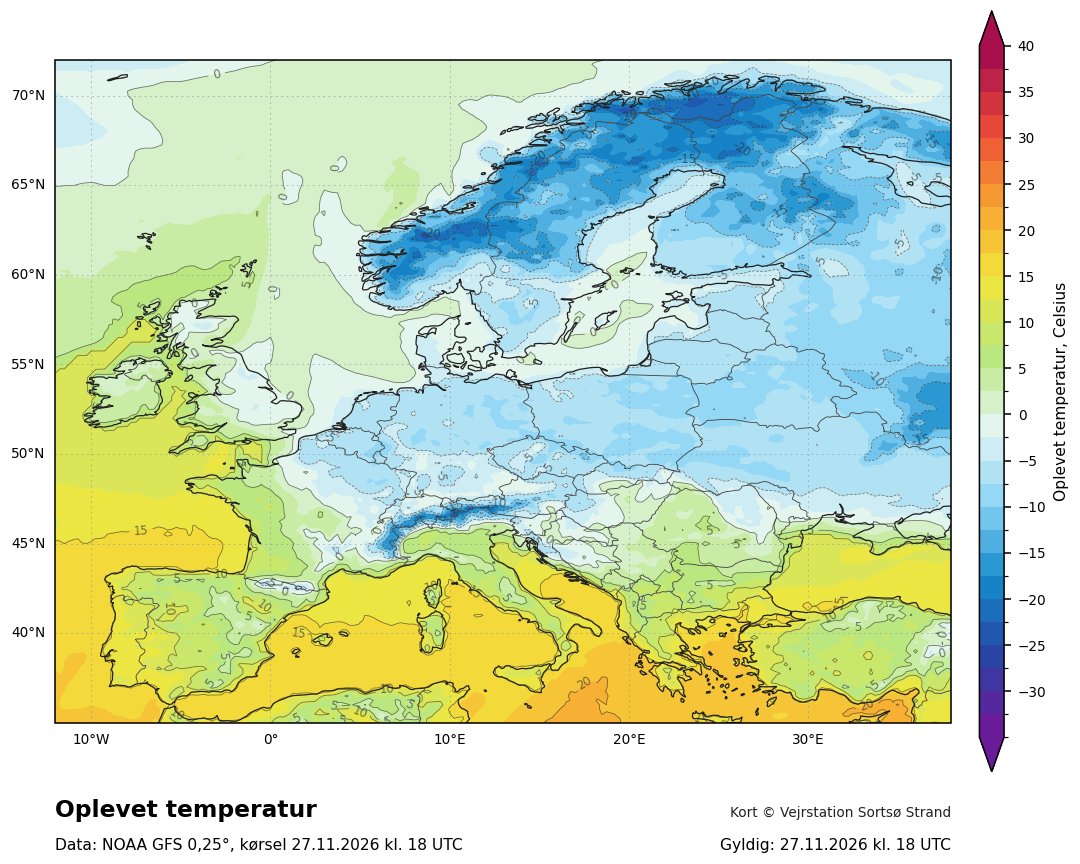 40
35
30
25
20
15
10
5
0
−5
−10
−15
−20
−25
−30
Oplevet temperatur, Celsius
70°N
65°N
60°N
55°N
50°N
45°N
40°N
10°W
0°
10°E
20°E
30°E
Oplevet temperatur
Kort © Vejrstation Sortsø Strand
Data: NOAA GFS 0,25°, kørsel 27.11.2026 kl. 18 UTC
Gyldig: 27.11.2026 kl. 18 UTC